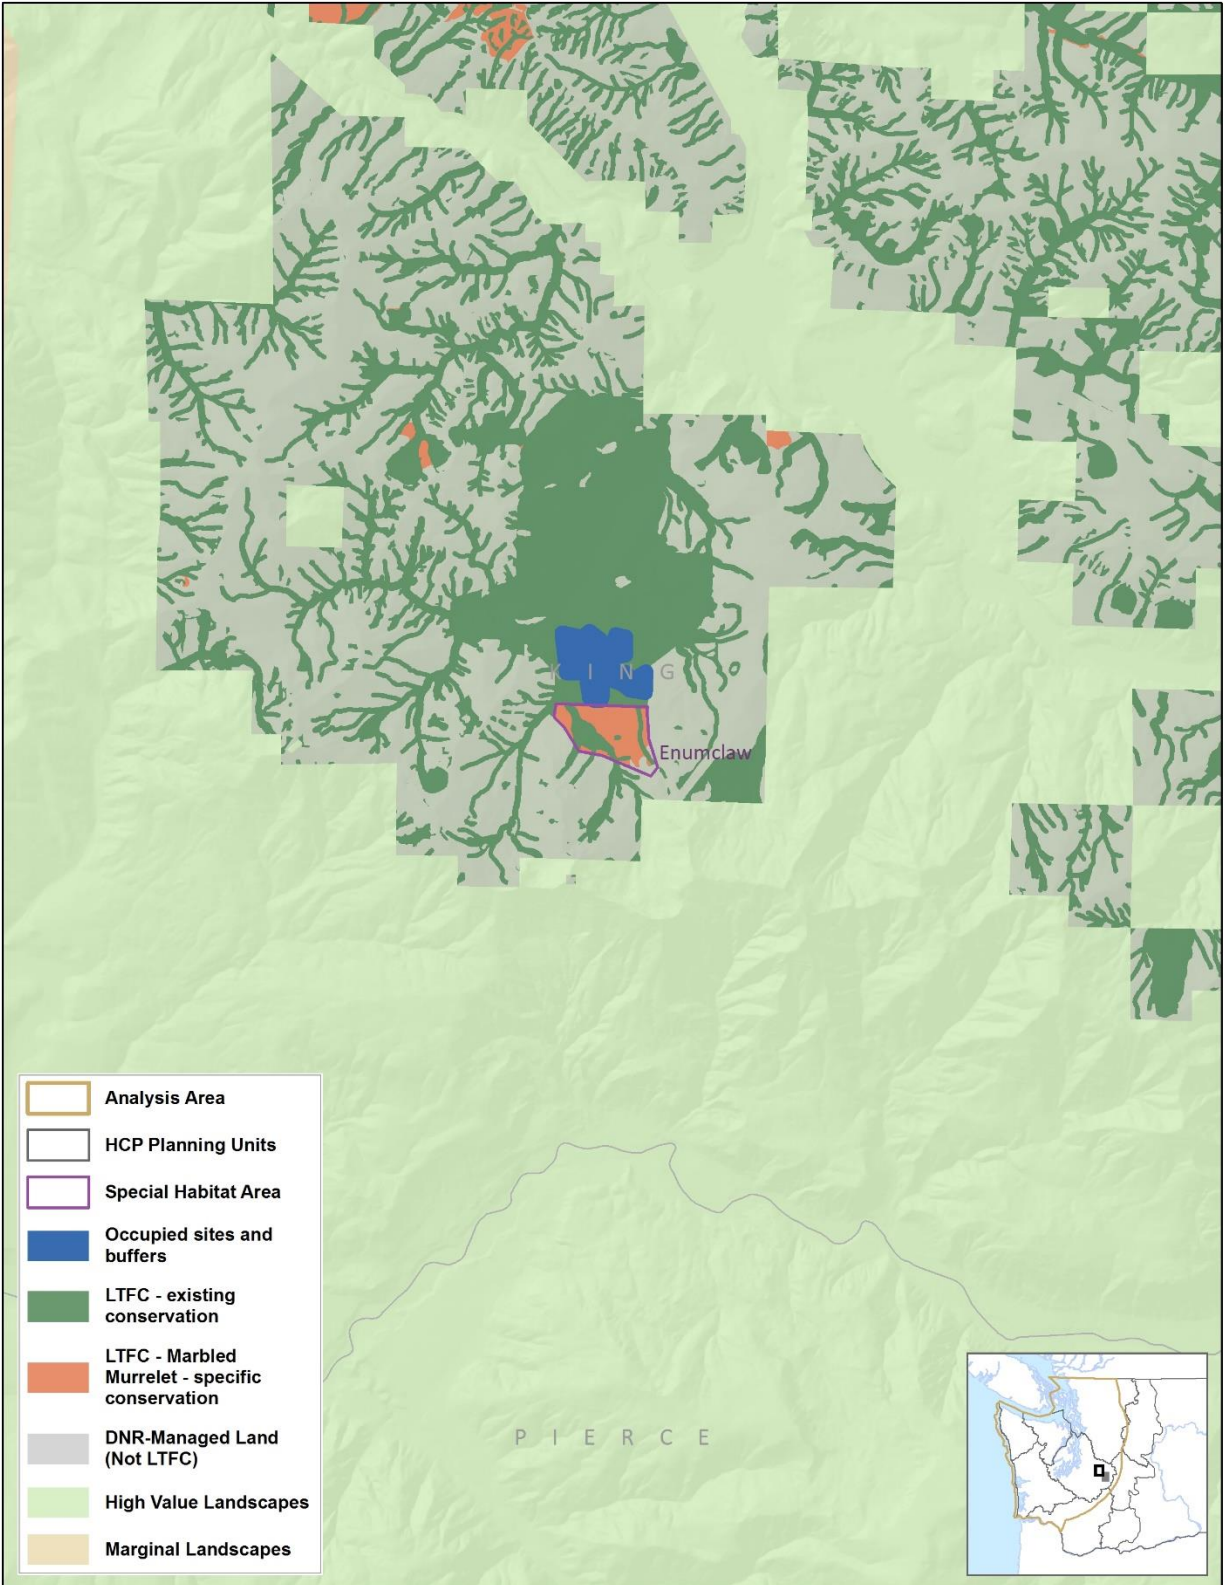 K I N G
Enumclaw
Analysis Area
HCP Planning Units
Special Habitat Area
Occupied sites and
buffers
LTFC - existing
conservation
LTFC - Marbled
Murrelet - specific
conservation
DNR-Managed Land
(Not LTFC)
High Value Landscapes
Marginal Landscapes
P I E R C E